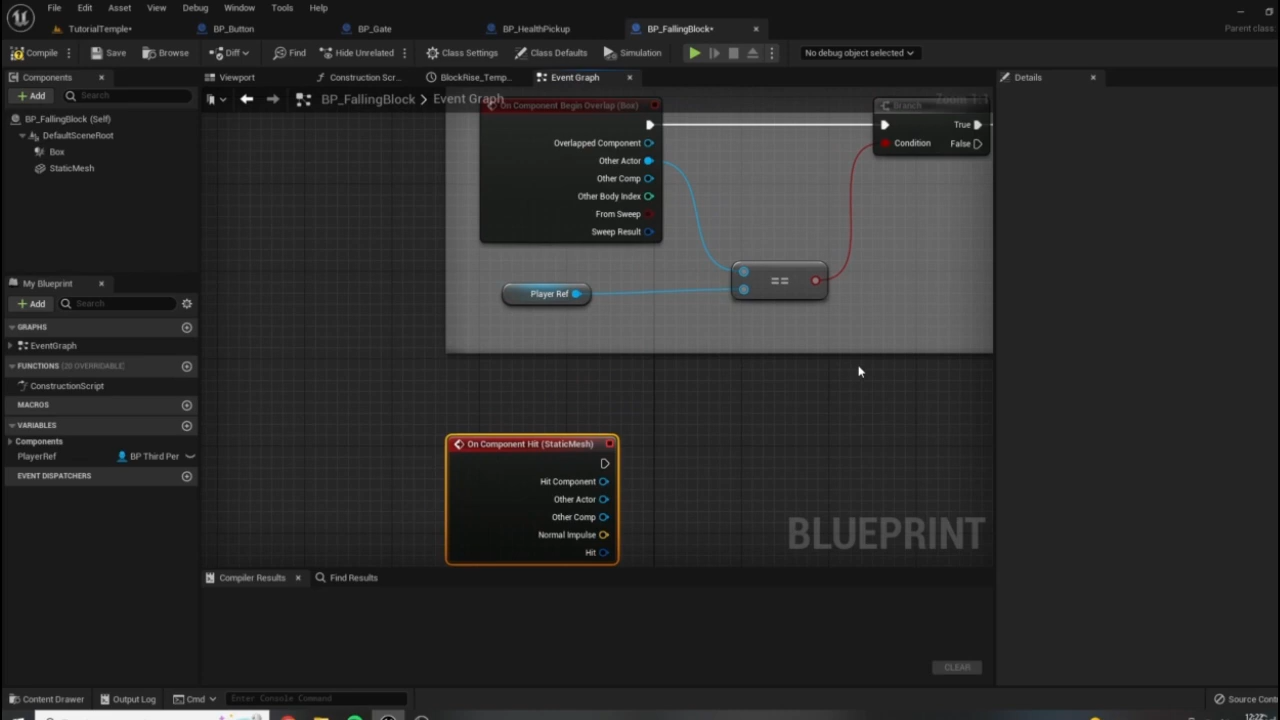 File Edit Asset View Debug Window Tools Help
TutorialTemple• BP_Button BP_Gate BP_HealthPickup BP_FallingBlock• Parent class:
Compile Save Browse Diff Find Hide Unrelated Class Settings Class Defaults Simulation No debug object selected
Components Viewport Construction Scr... BlockRise_Temp... Event Graph Details
Add Search BP_FallingBlock > Event Graph Zoom 1:1
BP_FallingBlock (Self)
DefaultSceneRoot
Box
StaticMesh
My Blueprint
Add Search
GRAPHS
EventGraph
FUNCTIONS (20 OVERRIDABLE)
ConstructionScript
MACROS
VARIABLES
Components
PlayerRef BP Third Per
EVENT DISPATCHERS
On Component Begin Overlap (Box)
Overlapped Component
Other Actor
Other Comp
Other Body Index
From Sweep
Sweep Result
Branch
True
Condition False
Player Ref
==
On Component Hit (StaticMesh)
Hit Component
Other Actor
Other Comp
Normal Impulse
Hit
BLUEPRINT
Compiler Results Find Results
CLEAR
Content Drawer Output Log Cmd Enter Console Command Source Cont